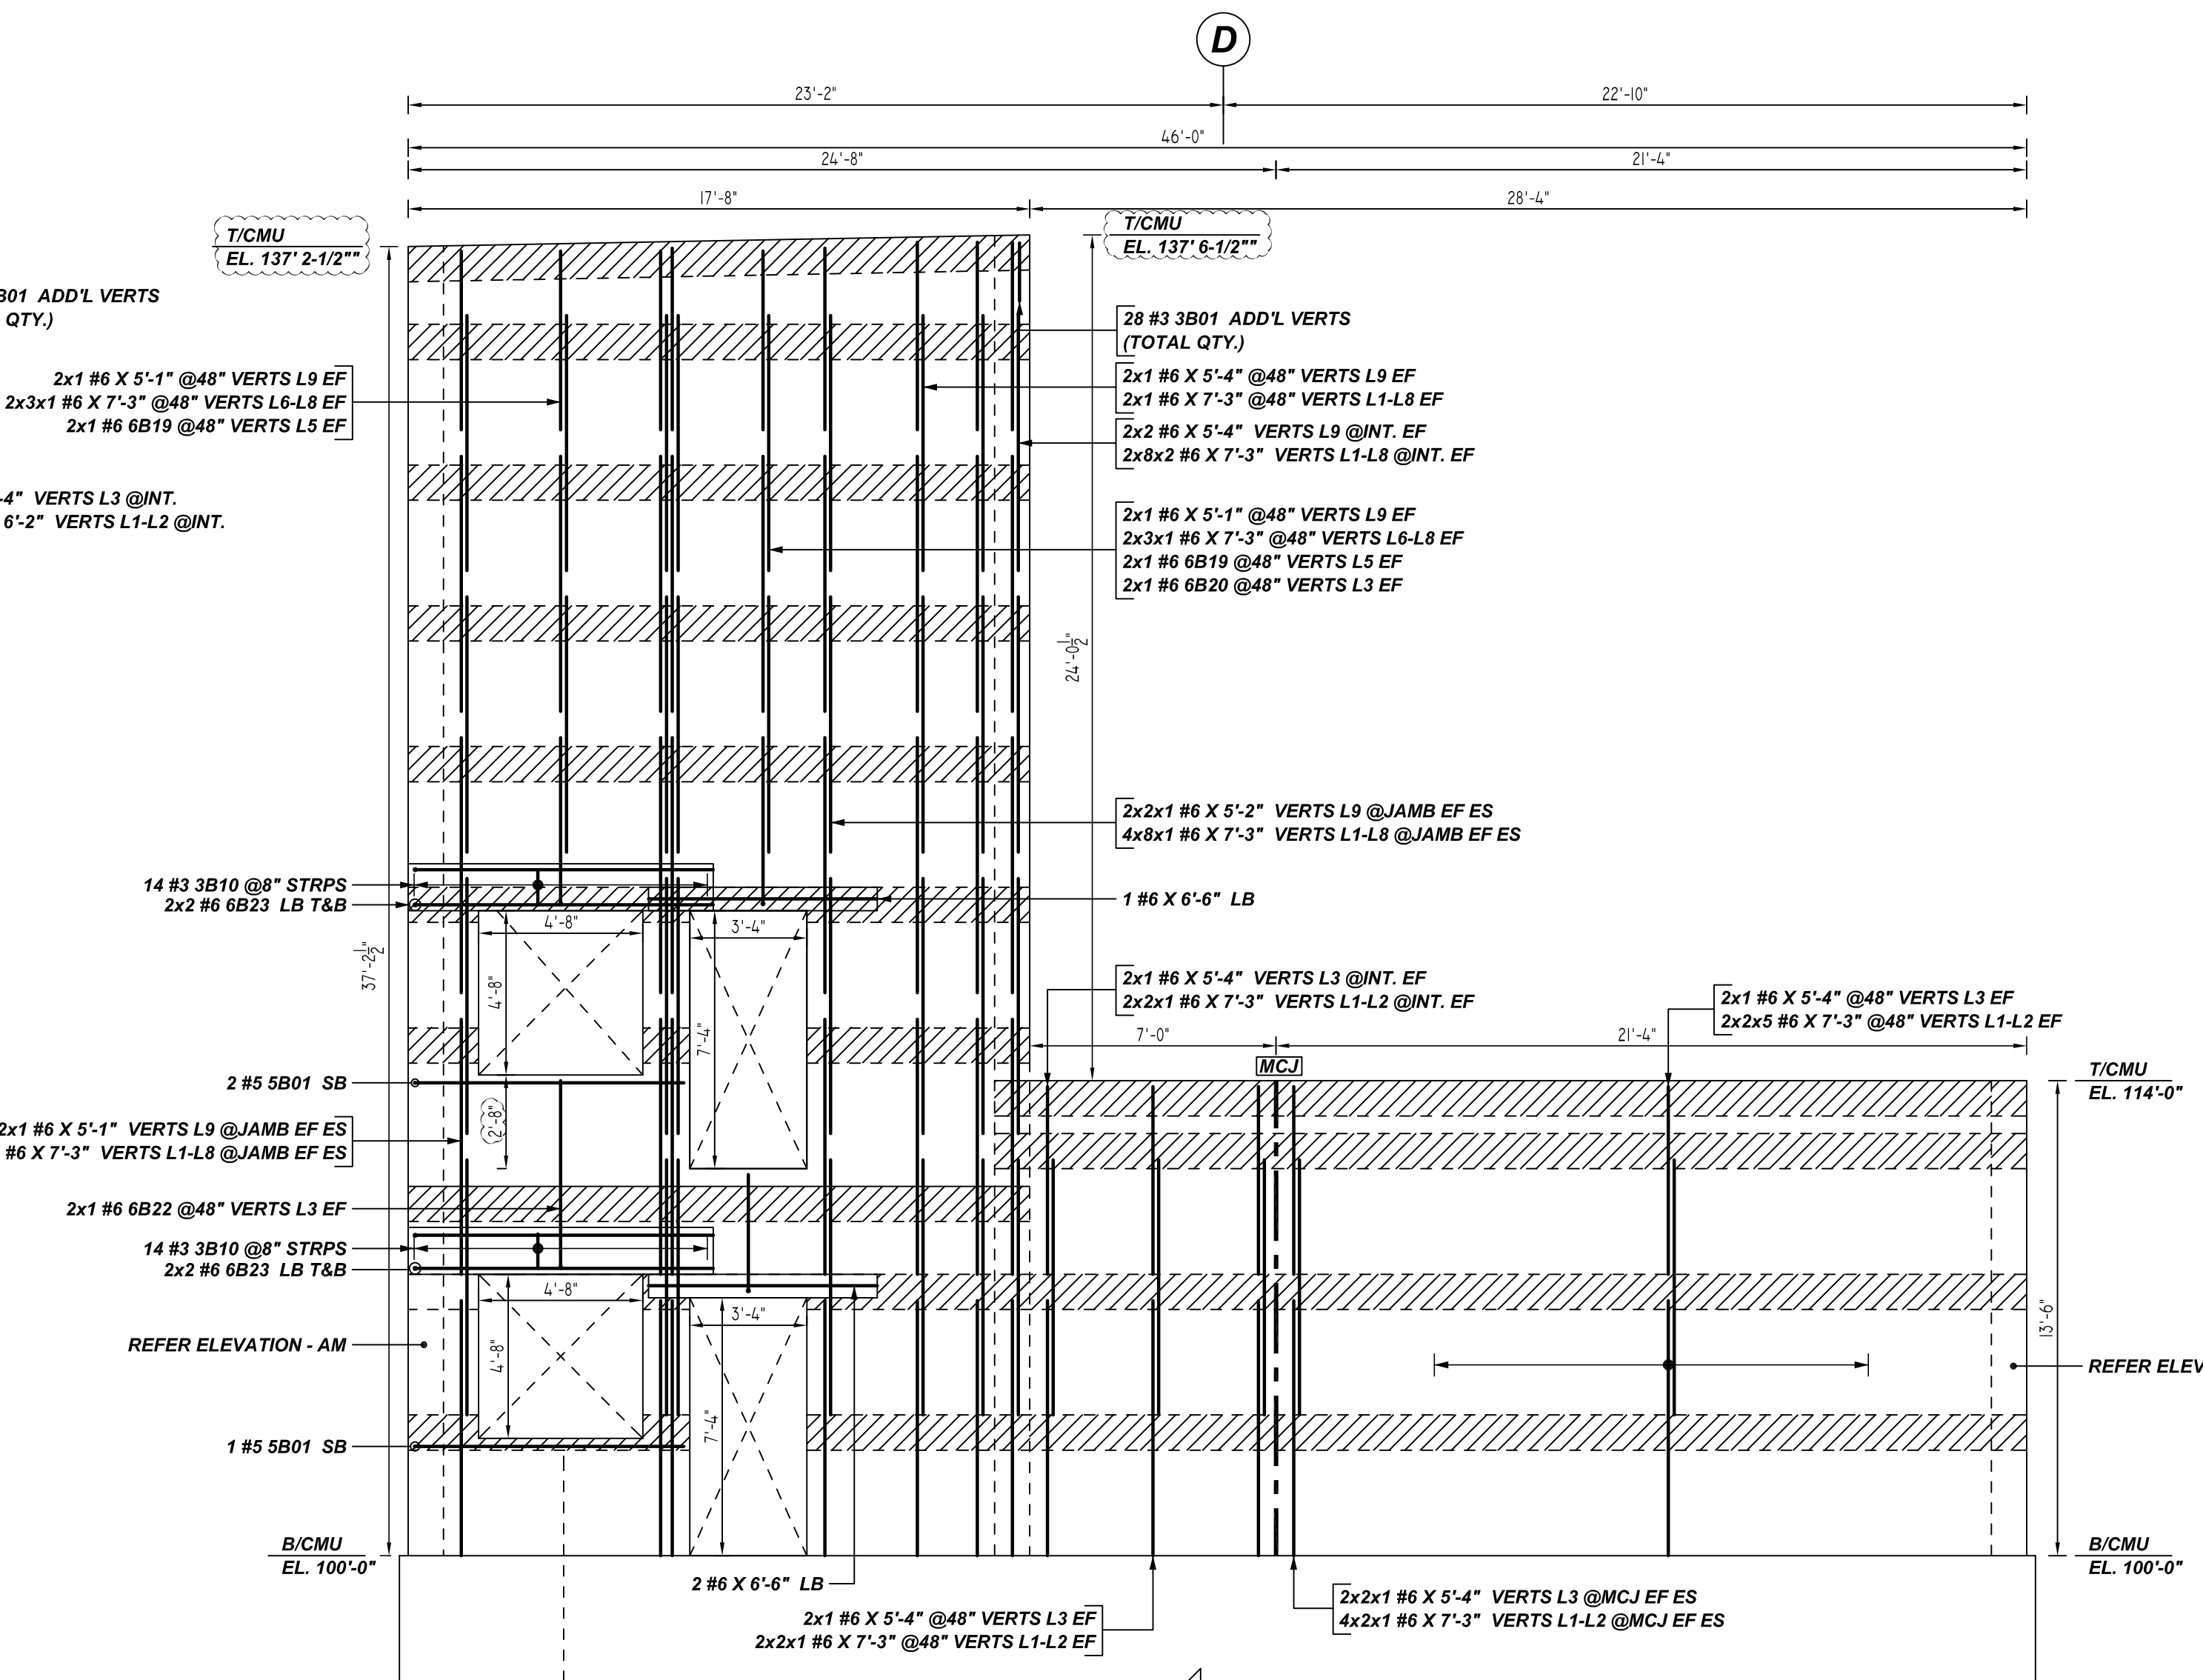 D
23'-2"
22'-10"
46'-0"
24'-8"
21'-4"
17'-8"
28'-4"
T/CMU
EL. 137' 2-1/2""
T/CMU
EL. 137' 6-1/2""
B01 ADD'L VERTS
QTY.)
28 #3 3B01 ADD'L VERTS
(TOTAL QTY.)
2x1 #6 X 5'-1" @48" VERTS L9 EF
2x3x1 #6 X 7'-3" @48" VERTS L6-L8 EF
2x1 #6 6B19 @48" VERTS L5 EF
2x1 #6 X 5'-4" @48" VERTS L9 EF
2x1 #6 X 7'-3" @48" VERTS L1-L8 EF
2x2 #6 X 5'-4" VERTS L9 @INT. EF
2x8x2 #6 X 7'-3" VERTS L1-L8 @INT. EF
-4" VERTS L3 @INT.
6'-2" VERTS L1-L2 @INT.
2x1 #6 X 5'-1" @48" VERTS L9 EF
2x3x1 #6 X 7'-3" @48" VERTS L6-L8 EF
2x1 #6 6B19 @48" VERTS L5 EF
2x1 #6 6B20 @48" VERTS L3 EF
24'-0 1/2"
2x2x1 #6 X 5'-2" VERTS L9 @JAMB EF ES
4x8x1 #6 X 7'-3" VERTS L1-L8 @JAMB EF ES
14 #3 3B10 @8" STRPS
2x2 #6 6B23 LB T&B
1 #6 X 6'-6" LB
4'-8"
3'-4"
37'-2 1/2"
4'-8"
7'-4"
2x1 #6 X 5'-4" VERTS L3 @INT. EF
2x2x1 #6 X 7'-3" VERTS L1-L2 @INT. EF
2x1 #6 X 5'-4" @48" VERTS L3 EF
2x2x5 #6 X 7'-3" @48" VERTS L1-L2 EF
7'-0"
21'-4"
MCJ
2 #5 5B01 SB
T/CMU
EL. 114'-0"
2'-8"
2x1 #6 X 5'-1" VERTS L9 @JAMB EF ES
#6 X 7'-3" VERTS L1-L8 @JAMB EF ES
2x1 #6 6B22 @48" VERTS L3 EF
14 #3 3B10 @8" STRPS
2x2 #6 6B23 LB T&B
4'-8"
3'-4"
4'-8"
7'-4"
13'-6"
REFER ELEVATION - AM
REFER ELEV
1 #5 5B01 SB
B/CMU
EL. 100'-0"
B/CMU
EL. 100'-0"
2 #6 X 6'-6" LB
2x1 #6 X 5'-4" @48" VERTS L3 EF
2x2x1 #6 X 7'-3" @48" VERTS L1-L2 EF
2x2x1 #6 X 5'-4" VERTS L3 @MCJ EF ES
4x2x1 #6 X 7'-3" VERTS L1-L2 @MCJ EF ES